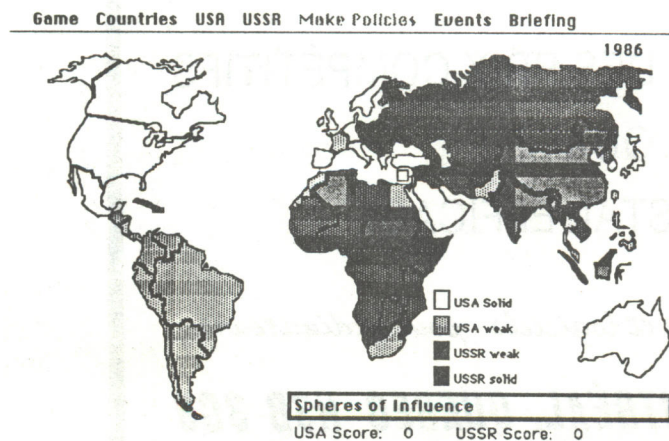 Game Countries USA USSR Make Policies Events Briefing
1986
USA Solid
USA weak
USSR weak
USSR solid
Spheres of Influence
USA Score: 0 USSR Score: 0